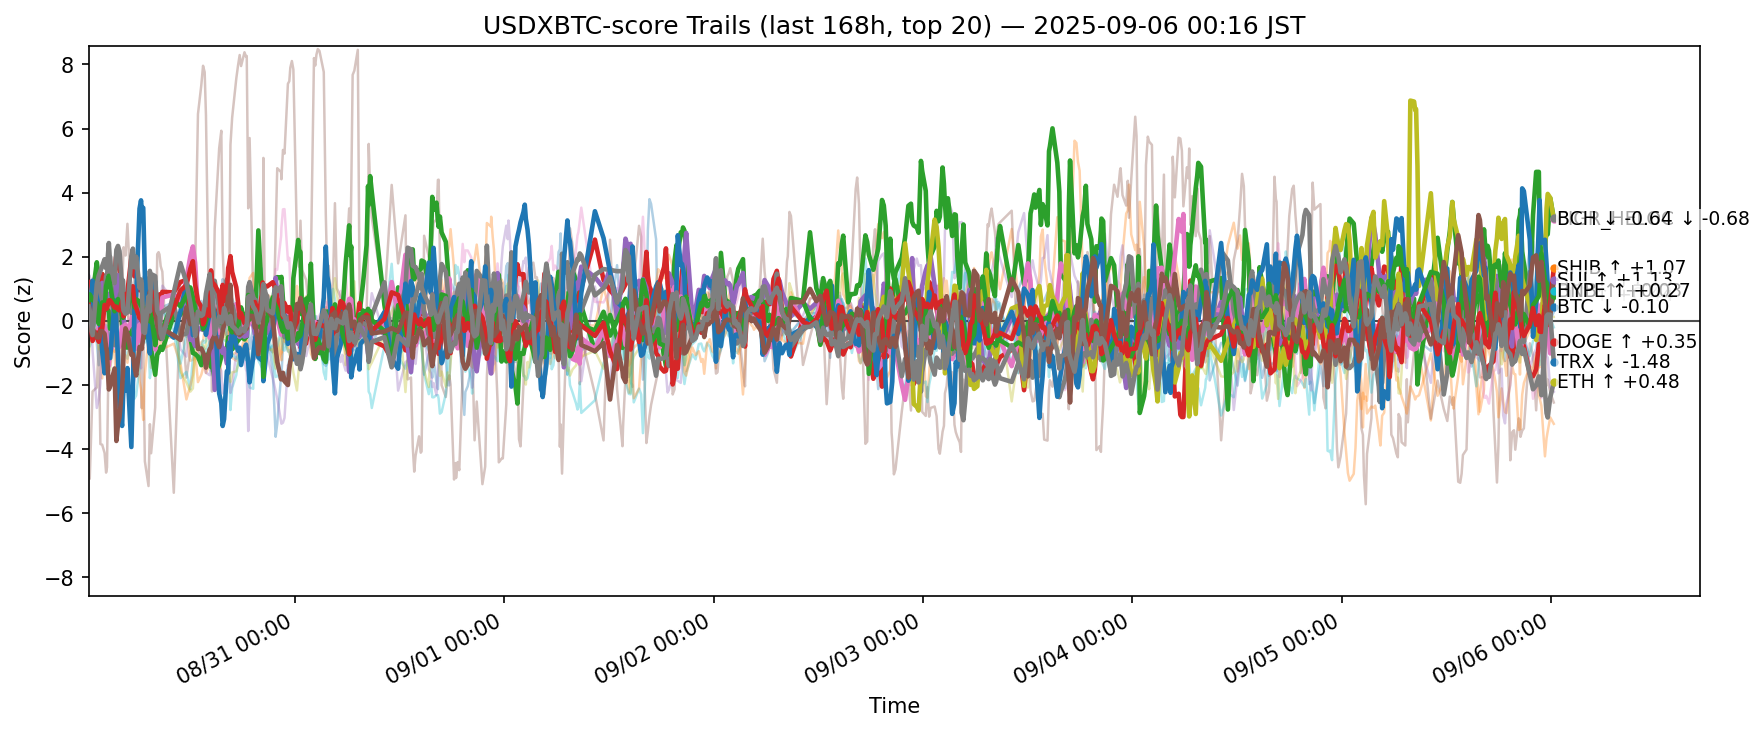 USDXBTC-score Trails (last 168h, top 20) — 2025-09-06 00:16 JST
Score (z)
8
6
4
2
0
−2
−4
−6
−8
BCH ↓ -0.64 ↓ -0.68
SHIB ↑ +1.07
SUI ↑ +1.13
HYPE ↑ +0.27
BTC ↓ -0.10
DOGE ↑ +0.35
TRX ↓ -1.48
ETH ↑ +0.48
08/31 00:00
09/01 00:00
09/02 00:00
09/03 00:00
09/04 00:00
09/05 00:00
09/06 00:00
Time